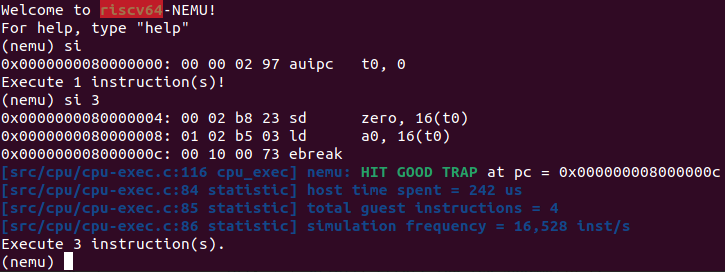 Welcome to riscv64-NEMU!
For help, type "help"
(nemu) si
0x0000000080000000: 00 00 02 97 auipc   t0, 0
Execute 1 instruction(s)!
(nemu) si 3
0x0000000080000004: 00 02 b8 23 sd      zero, 16(t0)
0x0000000080000008: 01 02 b5 03 ld      a0, 16(t0)
0x000000008000000c: 00 10 00 73 ebreak
[src/cpu/cpu-exec.c:116 cpu_exec] nemu: HIT GOOD TRAP at pc = 0x000000008000000c
[src/cpu/cpu-exec.c:84 statistic] host time spent = 242 us
[src/cpu/cpu-exec.c:85 statistic] total guest instructions = 4
[src/cpu/cpu-exec.c:86 statistic] simulation frequency = 16,528 inst/s
Execute 3 instruction(s).
(nemu)